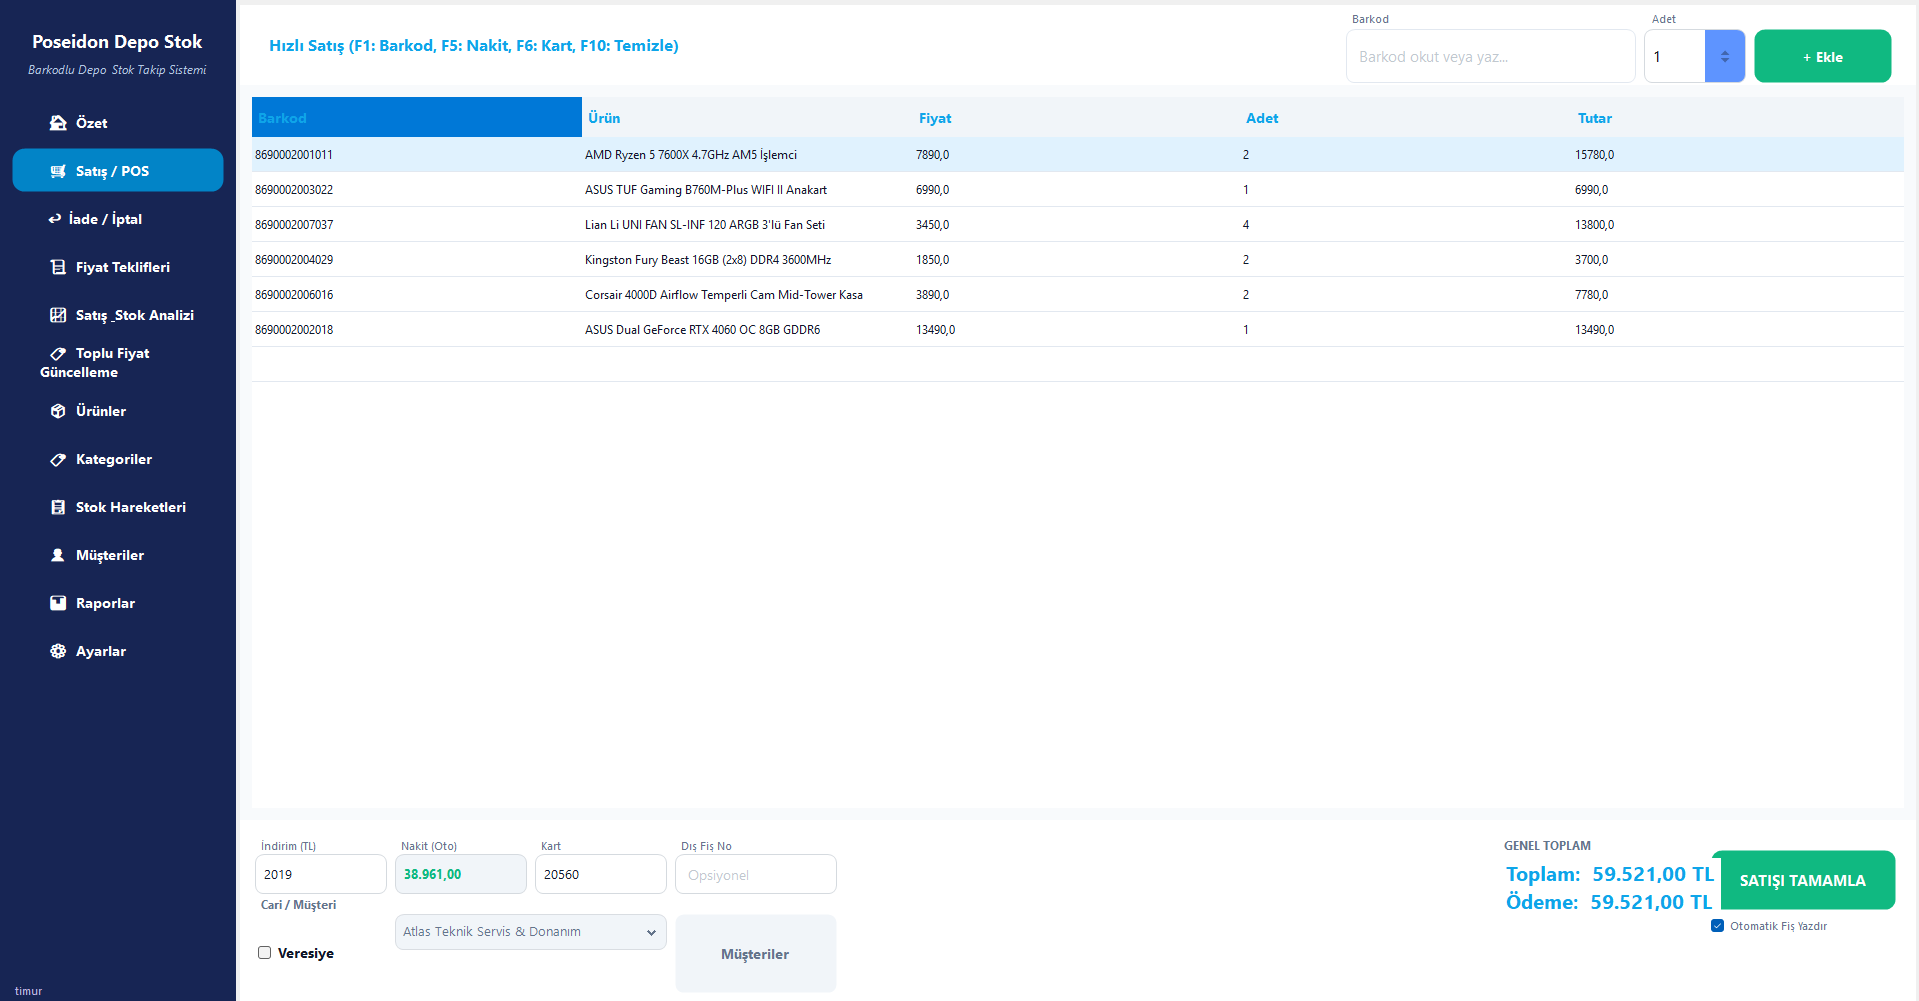 Poseidon Depo Stok
Barkodlu Depo Stok Takip Sistemi
Özet
Satış / POS
İade / İptal
Fiyat Teklifleri
Satış _Stok Analizi
Toplu Fiyat
Güncelleme
Ürünler
Kategoriler
Stok Hareketleri
Müşteriler
Raporlar
Ayarlar
timur
Hızlı Satış (F1: Barkod, F5: Nakit, F6: Kart, F10: Temizle)
Barkod Adet
Barkod okut veya yaz... 1 + Ekle
Barkod Ürün Fiyat Adet Tutar
8690002001011 AMD Ryzen 5 7600X 4.7GHz AM5 İşlemci 7890,0 2 15780,0
8690002003022 ASUS TUF Gaming B760M-Plus WIFI II Anakart 6990,0 1 6990,0
8690002007037 Lian Li UNI FAN SL-INF 120 ARGB 3'lü Fan Seti 3450,0 4 13800,0
8690002004029 Kingston Fury Beast 16GB (2x8) DDR4 3600MHz 1850,0 2 3700,0
8690002006016 Corsair 4000D Airflow Temperli Cam Mid-Tower Kasa 3890,0 2 7780,0
8690002002018 ASUS Dual GeForce RTX 4060 OC 8GB GDDR6 13490,0 1 13490,0
İndirim (TL) Nakit (Oto) Kart Dış Fiş No
2019 38.961,00 20560 Opsiyonel
Cari / Müşteri
Atlas Teknik Servis & Donanım
Veresiye Müşteriler
GENEL TOPLAM
Toplam: 59.521,00 TL
Ödeme: 59.521,00 TL
SATIŞI TAMAMLA
Otomatik Fiş Yazdır